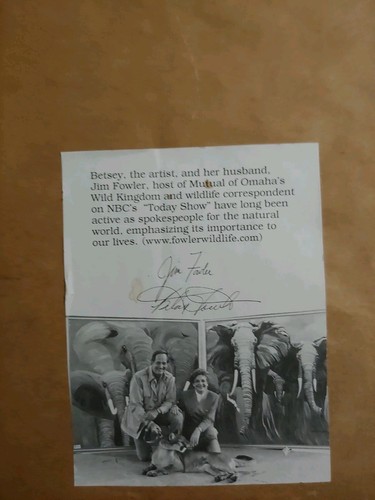 Betsey, the artist, and her husband,
Jim Fowler, host of Mutual of Omaha's
Wild Kingdom and wildlife correspondent
on NBC's "Today Show" have long been
active as spokespeople for the natural
world, emphasizing its importance to
our lives. (www.fowlerwildlife.com)
Jim Fowler